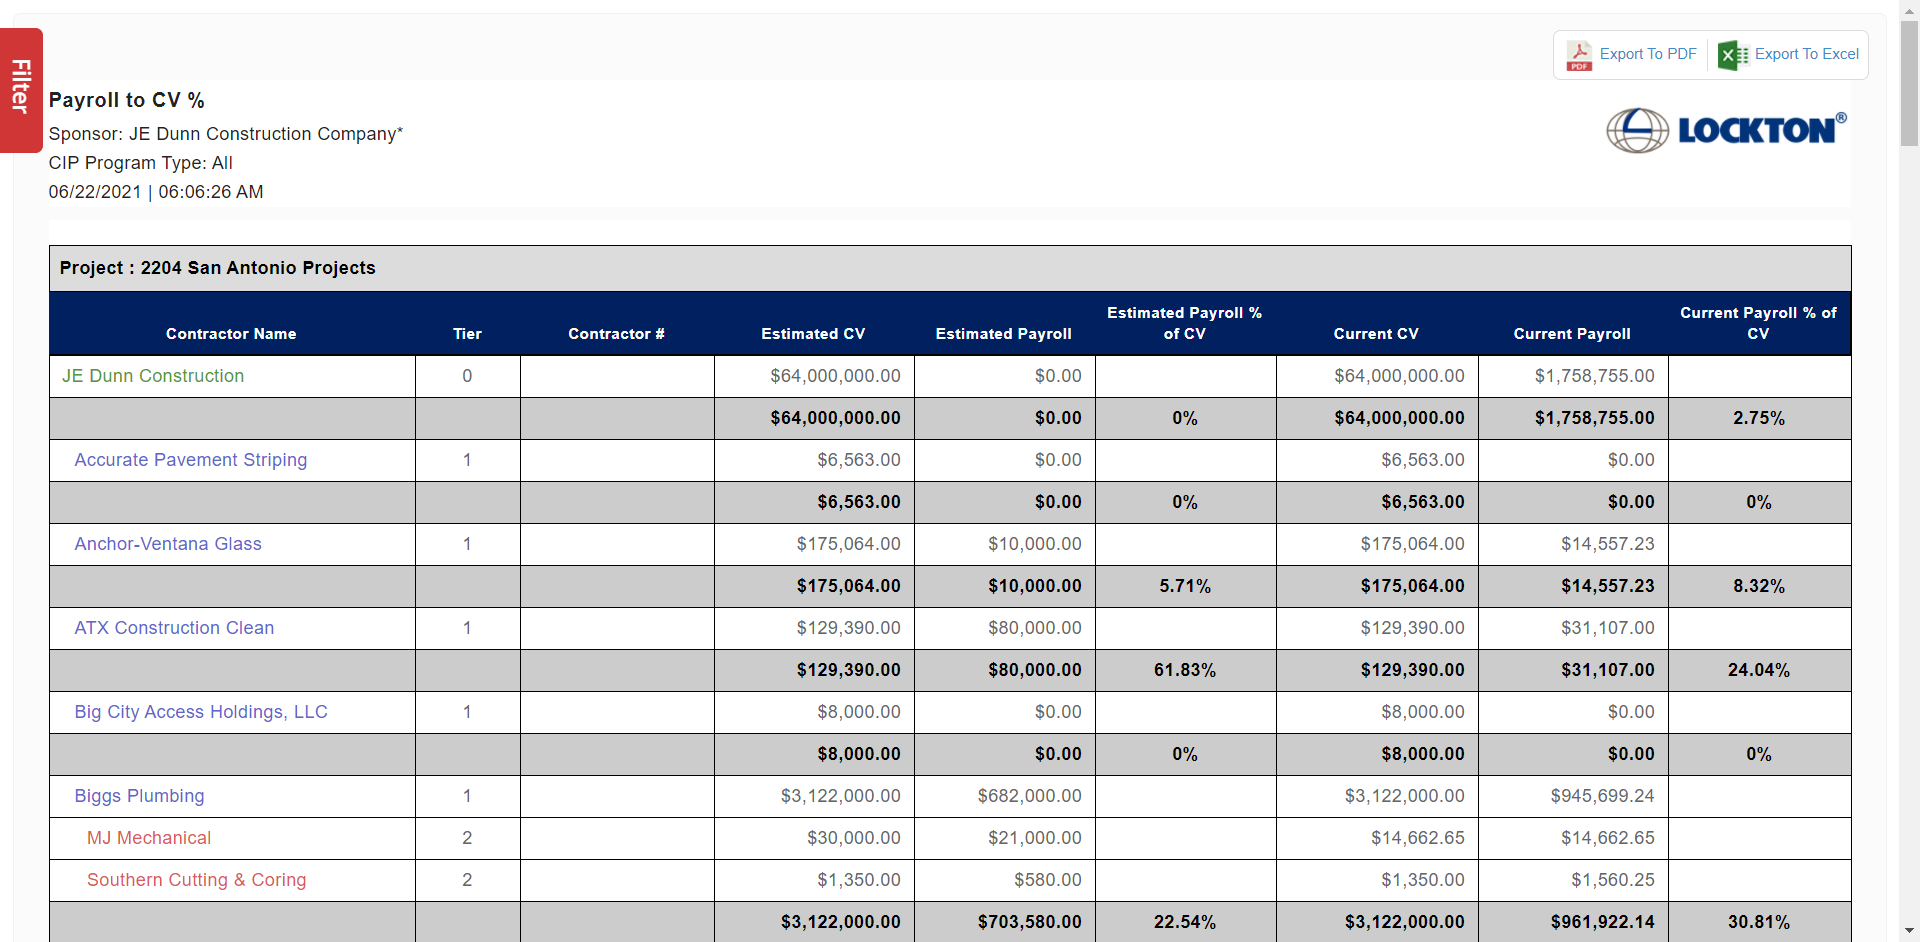 Filter
Export To PDF
Export To Excel
Payroll to CV %
Sponsor: JE Dunn Construction Company*
CIP Program Type: All
06/22/2021 | 06:06:26 AM
LOCKTON®
Project : 2204 San Antonio Projects
Contractor Name Tier Contractor # Estimated CV Estimated Payroll Estimated Payroll % of CV Current CV Current Payroll Current Payroll % of CV
JE Dunn Construction 0 $64,000,000.00 $0.00 $64,000,000.00 $1,758,755.00
$64,000,000.00 $0.00 0% $64,000,000.00 $1,758,755.00 2.75%
Accurate Pavement Striping 1 $6,563.00 $0.00 $6,563.00 $0.00
$6,563.00 $0.00 0% $6,563.00 $0.00 0%
Anchor-Ventana Glass 1 $175,064.00 $10,000.00 $175,064.00 $14,557.23
$175,064.00 $10,000.00 5.71% $175,064.00 $14,557.23 8.32%
ATX Construction Clean 1 $129,390.00 $80,000.00 $129,390.00 $31,107.00
$129,390.00 $80,000.00 61.83% $129,390.00 $31,107.00 24.04%
Big City Access Holdings, LLC 1 $8,000.00 $0.00 $8,000.00 $0.00
$8,000.00 $0.00 0% $8,000.00 $0.00 0%
Biggs Plumbing 1 $3,122,000.00 $682,000.00 $3,122,000.00 $945,699.24
MJ Mechanical 2 $30,000.00 $21,000.00 $14,662.65 $14,662.65
Southern Cutting & Coring 2 $1,350.00 $580.00 $1,350.00 $1,560.25
$3,122,000.00 $703,580.00 22.54% $3,122,000.00 $961,922.14 30.81%